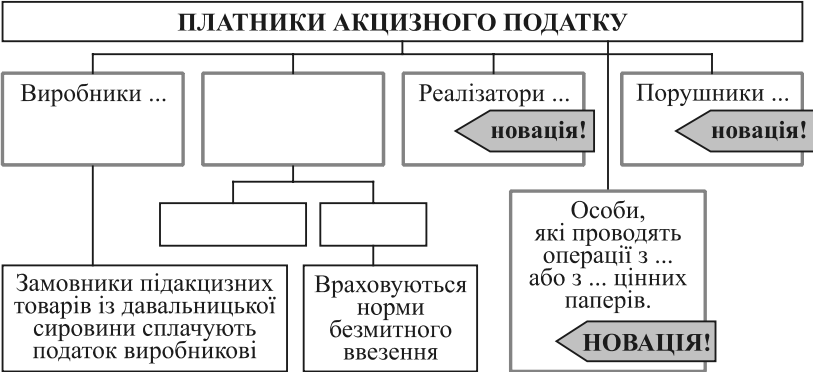 ПЛАТНИКИ АКЦИЗНОГО ПОДАТКУ
Виробники ...
Реалізатори ...
новація!
Порушники ...
новація!
Замовники підакцизних
товарів із давальницької
сировини сплачують
податок виробникові
Враховуються
норми
безмитного
ввезення
Особи,
які проводять
операції з ...
або з ... цінних
паперів.
НОВАЦІЯ!